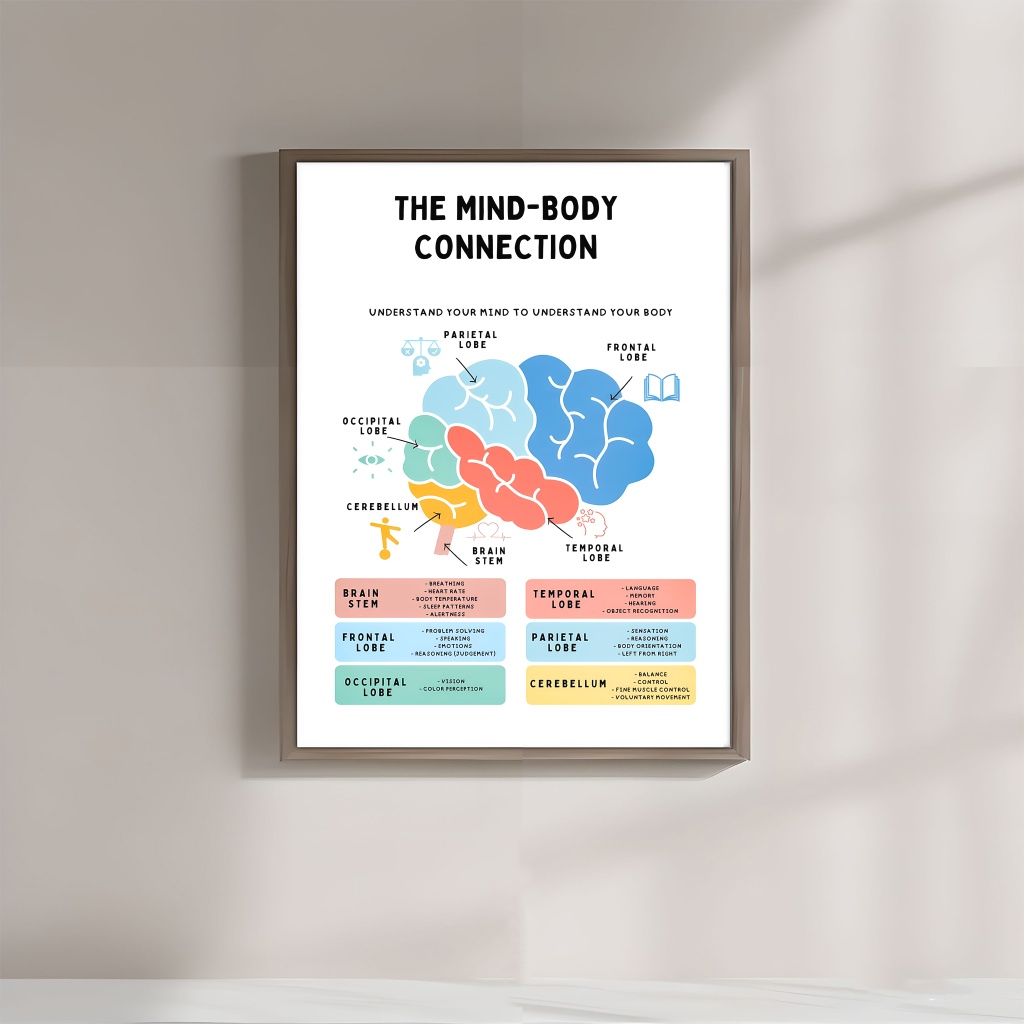 THE MIND-BODY
CONNECTION
UNDERSTAND YOUR MIND TO UNDERSTAND YOUR BODY
PARIETAL
LOBE
FRONTAL
LOBE
OCCIPITAL
LOBE
CEREBELLUM
BRAIN
STEM
TEMPORAL
LOBE
BRAIN
STEM
- BREATHING
- HEART RATE
- BODY TEMPERATURE
- SLEEP PATTERNS
- ALERTNESS
TEMPORAL
LOBE
- LANGUAGE
- MEMORY
- HEARING
- OBJECT RECOGNITION
FRONTAL
LOBE
- PROBLEM SOLVING
- SPEAKING
- EMOTIONS
- REASONING (JUDGEMENT)
PARIETAL
LOBE
- SENSATION
- REASONING
- BODY ORIENTATION
- LEFT FROM RIGHT
OCCIPITAL
LOBE
- VISION
- COLOR PERCEPTION
CEREBELLUM
- BALANCE
- CONTROL
- FINE MUSCLE CONTROL
- VOLUNTARY MOVEMENT